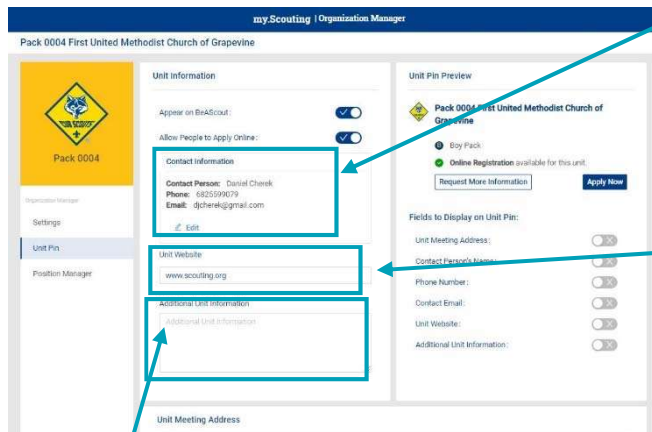 my.Scouting | Organization Manager
Pack 0004 First United Methodist Church of Grapevine
Pack 0004
Organization Manager
Settings
Unit Pin
Position Manager
Unit Information
Appear on BeAScout:
Allow People to Apply Online:
Contact Information
Contact Person: Daniel Cherek
Phone: 6825599079
Email: djcherek@gmail.com
Edit
Unit Website
www.scouting.org
Additional Unit Information
Additional Unit Information
Unit Pin Preview
Pack 0004 First United Methodist Church of
Grapevine
Boy Pack
Online Registration available for this unit.
Request More Information
Apply Now
Fields to Display on Unit Pin:
Unit Meeting Address:
Contact Person's Name:
Phone Number:
Contact Email:
Unit Website:
Additional Unit Information:
Unit Meeting Address